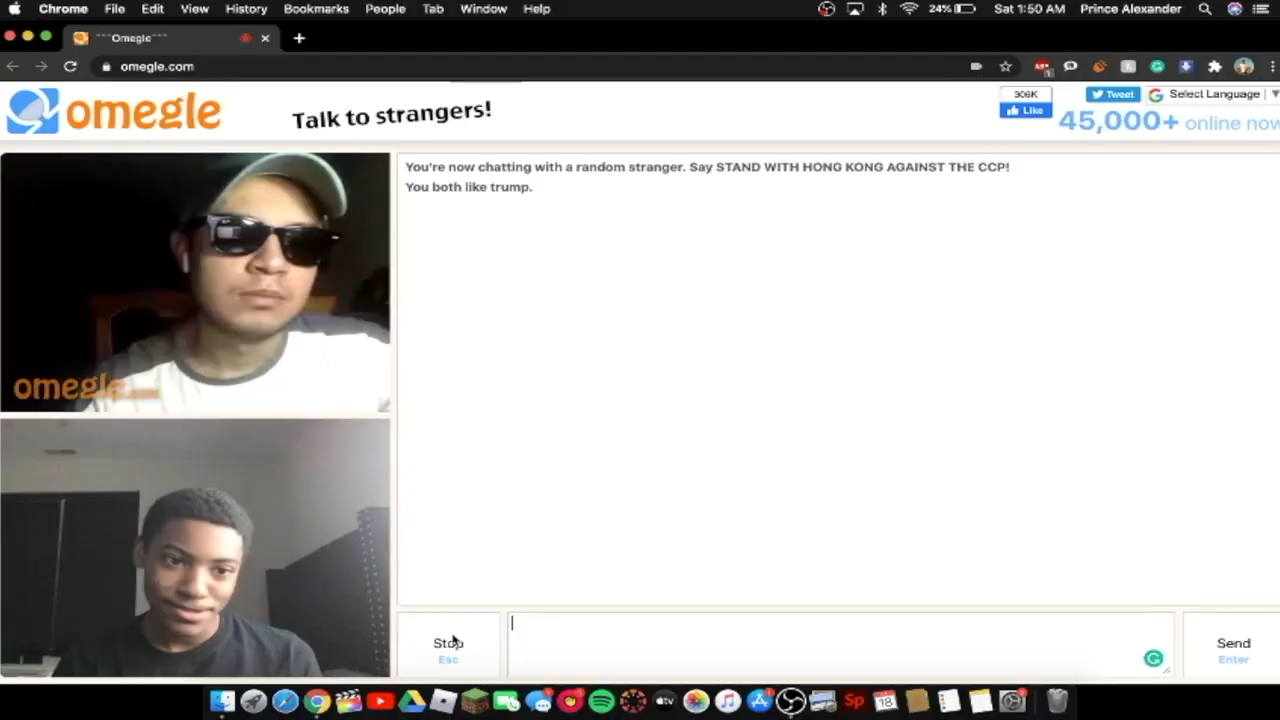 Chrome File Edit View History Bookmarks People Tab Window Help 24% Sat 1:50 AM Prince Alexander
Omegle
omegle.com
omegle
Talk to strangers!
306K
Like
Tweet
Select Language
45,000+ online now
You're now chatting with a random stranger. Say STAND WITH HONG KONG AGAINST THE CCP!
You both like trump.
omegle
Stop
Esc
Send
Enter
tv
Sp
18